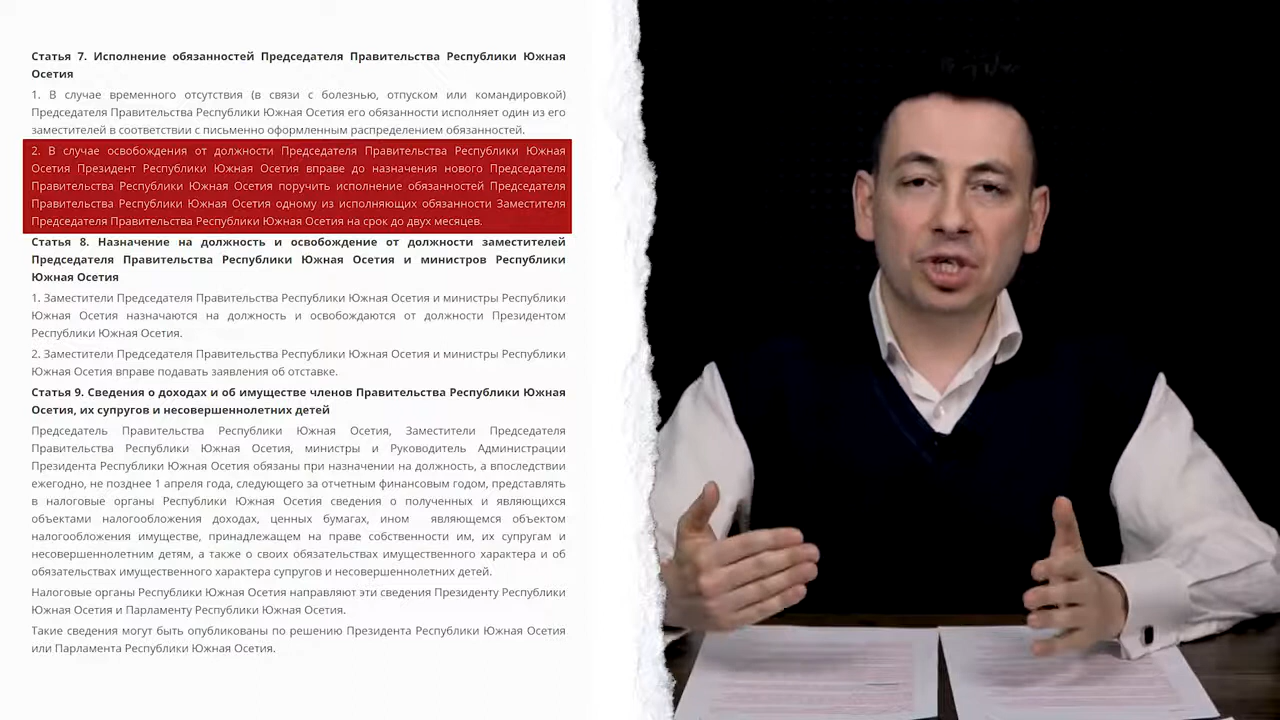 Статья 7. Исполнение обязанностей Председателя Правительства Республики Южная
Осетия
1. В случае временного отсутствия (в связи с болезнью, отпуском или командировкой)
Председателя Правительства Республики Южная Осетия его обязанности исполняет один из его
заместителей в соответствии с письменно оформленным распределением обязанностей.
2. В случае освобождения от должности Председателя Правительства Республики Южная
Осетия Президент Республики Южная Осетия вправе до назначения нового Председателя
Правительства Республики Южная Осетия поручить исполнение обязанностей Председателя
Правительства Республики Южная Осетия одному из исполняющих обязанности Заместителя
Председателя Правительства Республики Южная Осетия на срок до двух месяцев.
Статья 8. Назначение на должность и освобождение от должности заместителей
Председателя Правительства Республики Южная Осетия и министров Республики
Южная Осетия
1. Заместители Председателя Правительства Республики Южная Осетия и министры Республики
Южная Осетия назначаются на должность и освобождаются от должности Президентом
Республики Южная Осетия.
2. Заместители Председателя Правительства Республики Южная Осетия и министры Республики
Южная Осетия вправе подавать заявления об отставке.
Статья 9. Сведения о доходах и об имуществе членов Правительства Республики Южная
Осетия, их супругов и несовершеннолетних детей
Председатель Правительства Республики Южная Осетия, Заместители Председателя
Правительства Республики Южная Осетия, министры и Руководитель Администрации
Президента Республики Южная Осетия обязаны при назначении на должность, а впоследствии
ежегодно, не позднее 1 апреля года, следующего за отчетным финансовым годом, представлять
в налоговые органы Республики Южная Осетия сведения о полученных и являющихся
объектами налогообложения доходах, ценных бумагах, ином являющемся объектом
налогообложения имуществе, принадлежащем на праве собственности им, их супругам и
несовершеннолетним детям, а также о своих обязательствах имущественного характера и об
обязательствах имущественного характера супругов и несовершеннолетних детей.
Налоговые органы Республики Южная Осетия направляют эти сведения Президенту Республики
Южная Осетия и Парламенту Республики Южная Осетия.
Такие сведения могут быть опубликованы по решению Президента Республики Южная Осетия
или Парламента Республики Южная Осетия.